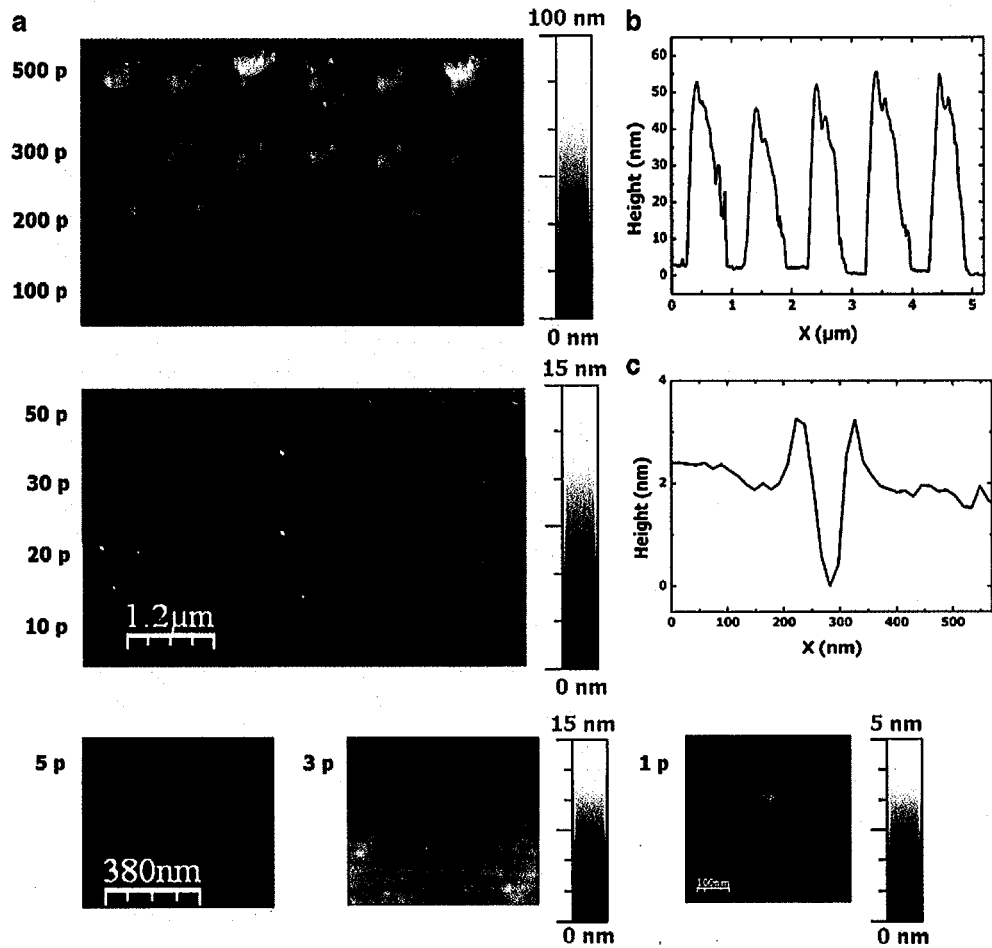 a
100 nm
500 p
300 p
200 p
100 p
0 nm
b
60
50
40
30
20
10
0
Height (nm)
0 1 2 3 4 5
X (μm)
15 nm
50 p
30 p
20 p
10 p
1.2μm
0 nm
c
4
2
0
Height (nm)
0 100 200 300 400 500
X (nm)
5 p
380nm
3 p
15 nm
0 nm
1 p
100nm
5 nm
0 nm